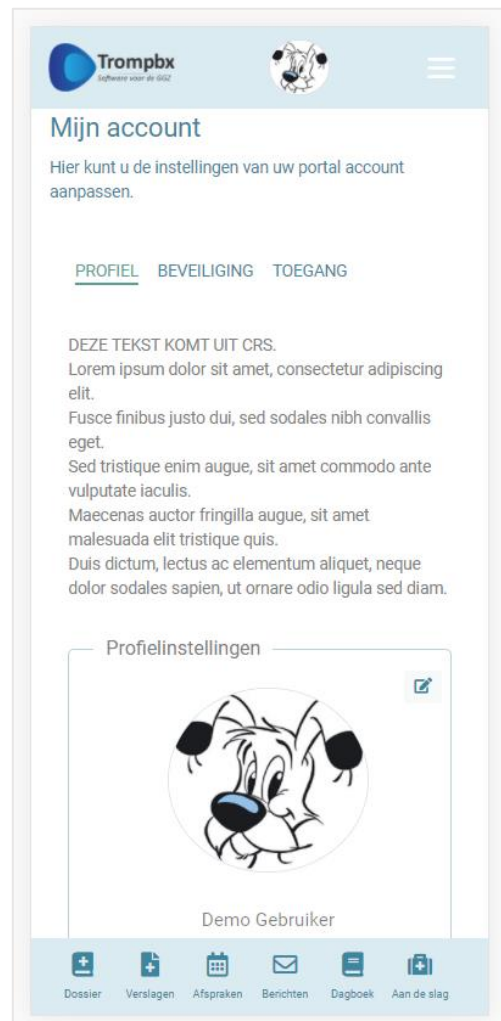 Trompbx
Software voor de GGZ
Mijn account
Hier kunt u de instellingen van uw portal account
aanpassen.
PROFIEL BEVEILIGING TOEGANG
DEZE TEKST KOMT UIT CRS.
Lorem ipsum dolor sit amet, consectetur adipiscing
elit.
Fusce finibus justo dui, sed sodales nibh convallis
eget.
Sed tristique enim augue, sit amet commodo ante
vulputate iaculis.
Maecenas auctor fringilla augue, sit amet
malesuada elit tristique quis.
Duis dictum, lectus ac elementum aliquet, neque
dolor sodales sapien, ut ornare odio ligula sed diam.
Profielinstellingen
Demo Gebruiker
Dossier Verslagen Afspraken Berichten Dagboek Aan de slag